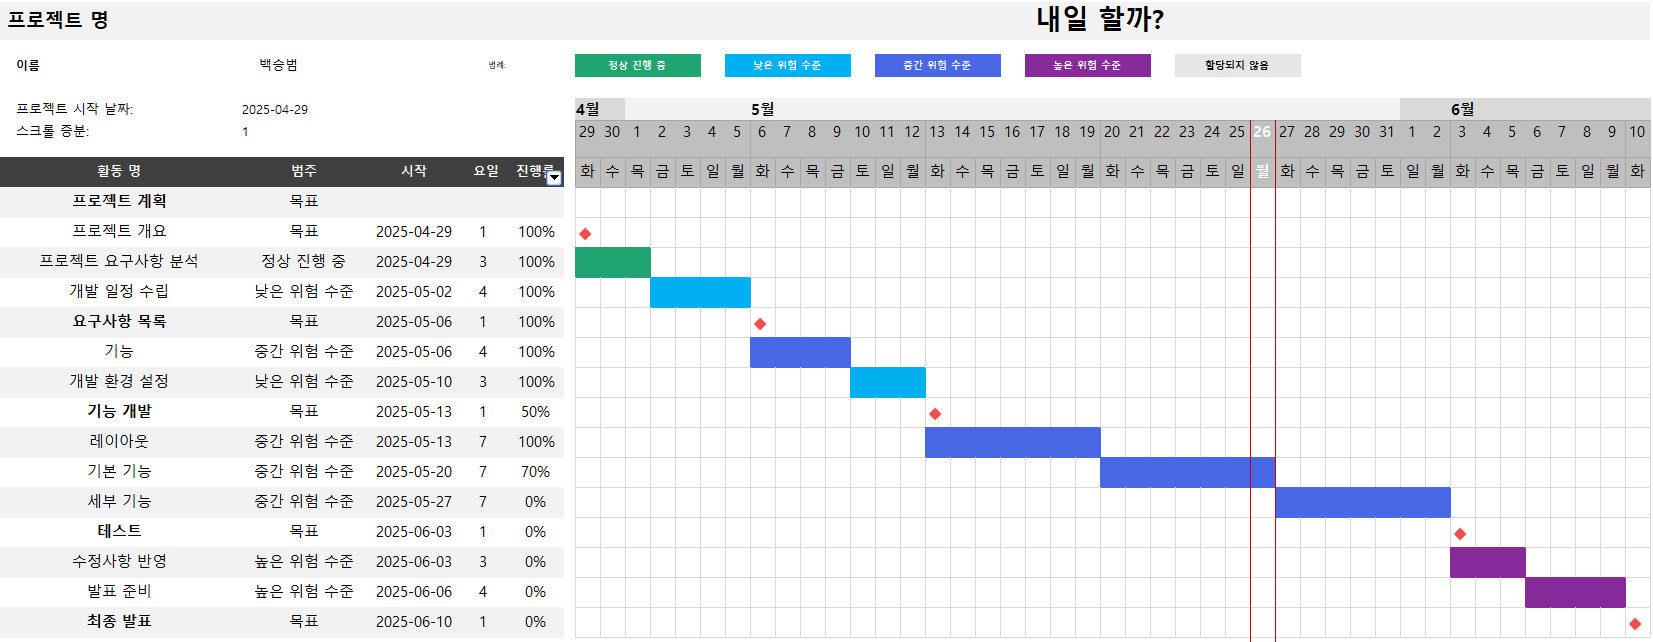 프로젝트 명 내일 할까?
이름 백승범 범례: 정상 진행 중 낮은 위험 수준 중간 위험 수준 높은 위험 수준 할당되지 않음
프로젝트 시작 날짜: 2025-04-29 4월 5월 6월
스크롤 증분: 1 29 30 1 2 3 4 5 6 7 8 9 10 11 12 13 14 15 16 17 18 19 20 21 22 23 24 25 26 27 28 29 30 31 1 2 3 4 5 6 7 8 9 10
활동 명 범주 시작 요일 진행률 화 수 목 금 토 일 월 화 수 목 금 토 일 월 화 수 목 금 토 일 월 화 수 목 금 토 일 월 화 수 목 금 토 일 월 화 수 목 금 토 일 월 화
프로젝트 계획 목표
프로젝트 개요 목표 2025-04-29 1 100%
프로젝트 요구사항 분석 정상 진행 중 2025-04-29 3 100%
개발 일정 수립 낮은 위험 수준 2025-05-02 4 100%
요구사항 목록 목표 2025-05-06 1 100%
기능 중간 위험 수준 2025-05-06 4 100%
개발 환경 설정 낮은 위험 수준 2025-05-10 3 100%
기능 개발 목표 2025-05-13 1 50%
레이아웃 중간 위험 수준 2025-05-13 7 100%
기본 기능 중간 위험 수준 2025-05-20 7 70%
세부 기능 중간 위험 수준 2025-05-27 7 0%
테스트 목표 2025-06-03 1 0%
수정사항 반영 높은 위험 수준 2025-06-03 3 0%
발표 준비 높은 위험 수준 2025-06-06 4 0%
최종 발표 목표 2025-06-10 1 0%